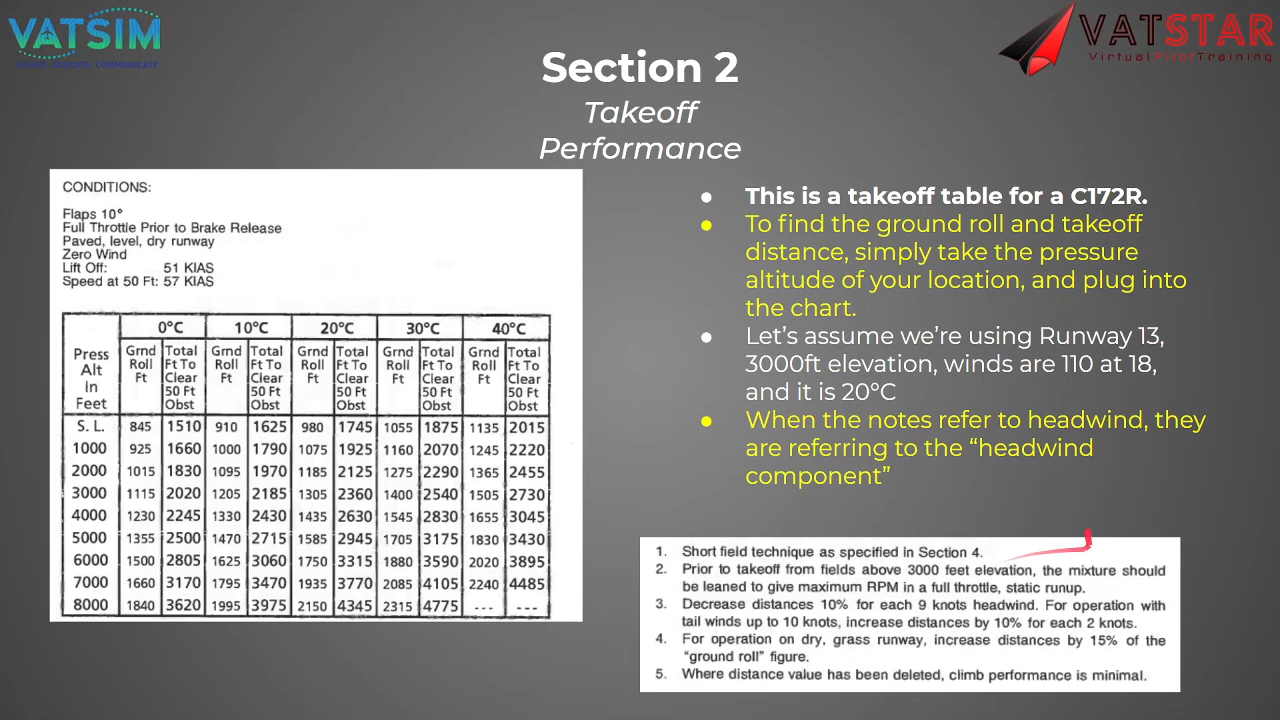 VATSIM
VATSTAR
Virtual Pilot Training
Section 2
Takeoff
Performance
CONDITIONS:
Flaps 10°
Full Throttle Prior to Brake Release
Paved, level, dry runway
Zero Wind
Lift Off: 51 KIAS
Speed at 50 Ft: 57 KIAS
0°C 10°C 20°C 30°C 40°C
Press Alt In Feet Grnd Roll Ft Total Ft To Clear 50 Ft Obst Grnd Roll Ft Total Ft To Clear 50 Ft Obst Grnd Roll Ft Total Ft To Clear 50 Ft Obst Grnd Roll Ft Total Ft To Clear 50 Ft Obst Grnd Roll Ft Total Ft To Clear 50 Ft Obst
S. L. 845 1510 910 1625 980 1745 1055 1875 1135 2015
1000 925 1660 1000 1790 1075 1925 1160 2070 1245 2220
2000 1015 1830 1095 1970 1185 2125 1275 2290 1365 2455
3000 1115 2020 1205 2185 1305 2360 1400 2540 1505 2730
4000 1230 2245 1330 2430 1435 2630 1545 2830 1655 3045
5000 1355 2500 1470 2715 1585 2945 1705 3175 1830 3430
6000 1500 2805 1625 3060 1750 3315 1880 3590 2020 3895
7000 1660 3170 1795 3470 1935 3770 2085 4105 2240 4485
8000 1840 3620 1995 3975 2150 4345 2315 4775 --- ---
● This is a takeoff table for a C172R.
● To find the ground roll and takeoff
distance, simply take the pressure
altitude of your location, and plug into
the chart.
● Let's assume we're using Runway 13,
3000ft elevation, winds are 110 at 18,
and it is 20°C
● When the notes refer to headwind, they
are referring to the “headwind
component”
1. Short field technique as specified in Section 4.
2. Prior to takeoff from fields above 3000 feet elevation, the mixture should
be leaned to give maximum RPM in a full throttle, static runup.
3. Decrease distances 10% for each 9 knots headwind. For operation with
tail winds up to 10 knots, increase distances by 10% for each 2 knots.
4. For operation on dry, grass runway, increase distances by 15% of the
“ground roll” figure.
5. Where distance value has been deleted, climb performance is minimal.